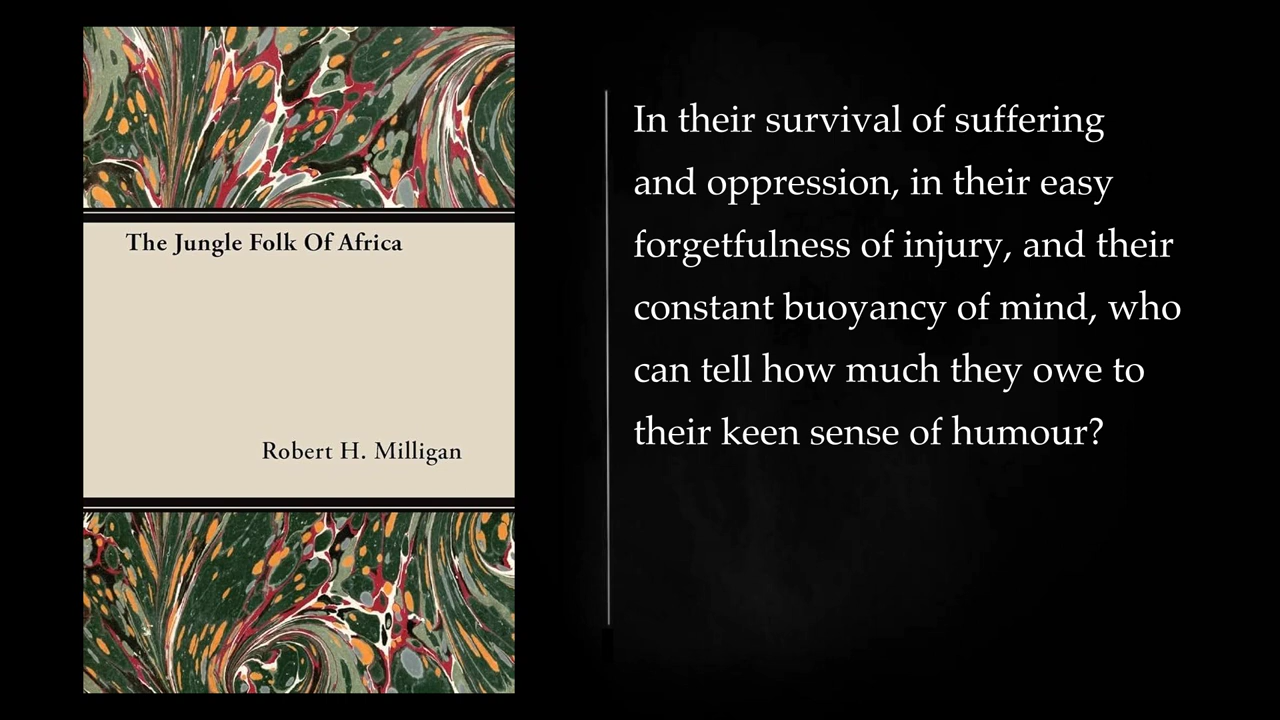 The Jungle Folk Of Africa
Robert H. Milligan
In their survival of suffering
and oppression, in their easy
forgetfulness of injury, and their
constant buoyancy of mind, who
can tell how much they owe to
their keen sense of humour?